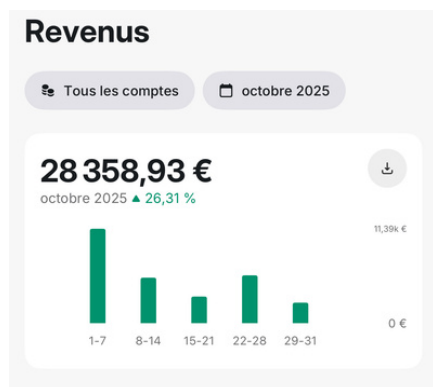 Revenus
Tous les comptes
octobre 2025
28 358,93 €
octobre 2025 ▲ 26,31 %
11,39k €
0 €
1-7 8-14 15-21 22-28 29-31